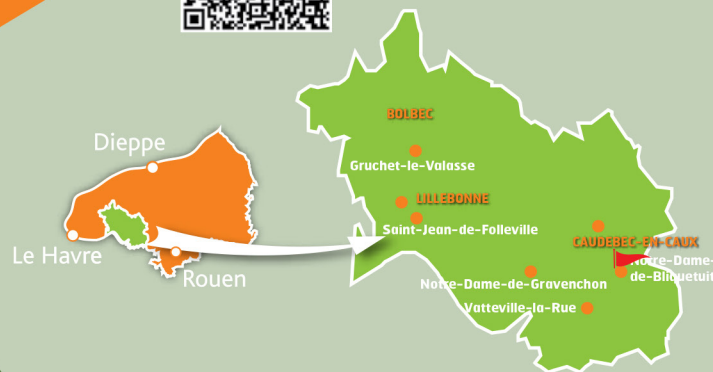 Dieppe
Le Havre
Rouen
BOLBEC
Gruchet-le-Valasse
LILLEBONNE
Saint-Jean-de-Folleville
CAUDEBEC-EN-CAUX
Notre-Dame-
de-Bliquetuit
Notre-Dame-de-Gravenchon
Vatteville-la-Rue